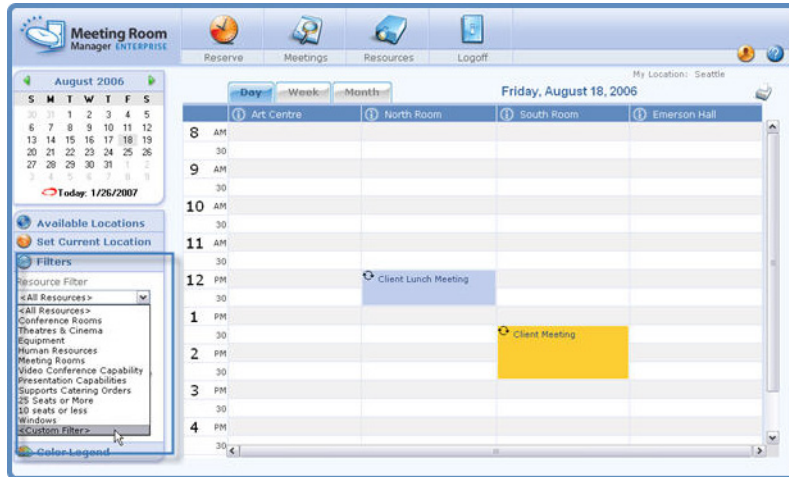 Meeting Room
Manager ENTERPRISE
Reserve
Meetings
Resources
Logoff
My Location: Seattle
August 2006
S M T W T F S
30 31 1 2 3 4 5
6 7 8 9 10 11 12
13 14 15 16 17 18 19
20 21 22 23 24 25 26
27 28 29 30 31 1 2
3 4 5 6 7 8 9
Today: 1/26/2007
Available Locations
Set Current Location
Filters
Resource Filter
<All Resources>
<All Resources>
Conference Rooms
Theatres & Cinema
Equipment
Human Resources
Meeting Rooms
Video Conference Capability
Presentation Capabilities
Supports Catering Orders
25 Seats or More
10 seats or less
Windows
<Custom Filter>
Color Legend
Day
Week
Month
Friday, August 18, 2006
Art Centre
North Room
South Room
Emerson Hall
8 AM
30
9 AM
30
10 AM
30
11 AM
30
12 PM
Client Lunch Meeting
30
1 PM
30
Client Meeting
2 PM
30
3 PM
30
4 PM
30